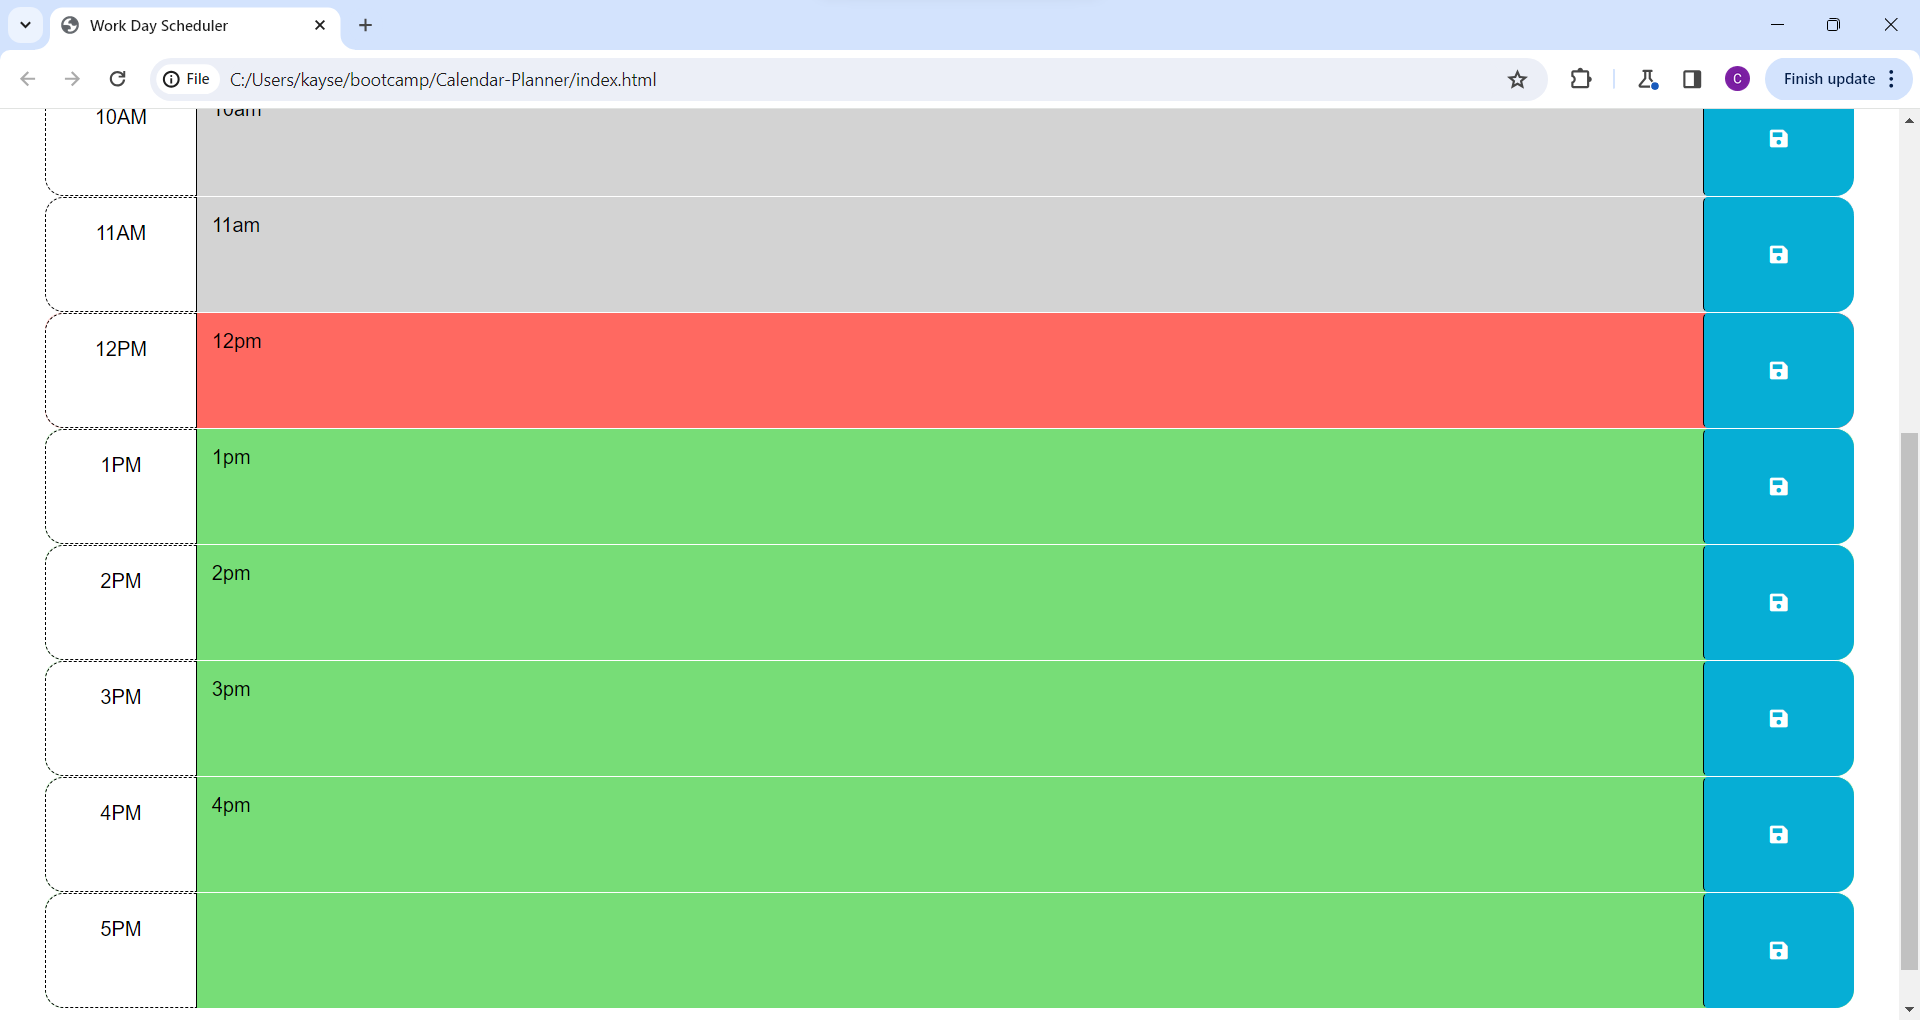 Work Day Scheduler
File
C:/Users/kayse/bootcamp/Calendar-Planner/index.html
C
Finish update
10AM
10am
11AM
11am
12PM
12pm
1PM
1pm
2PM
2pm
3PM
3pm
4PM
4pm
5PM